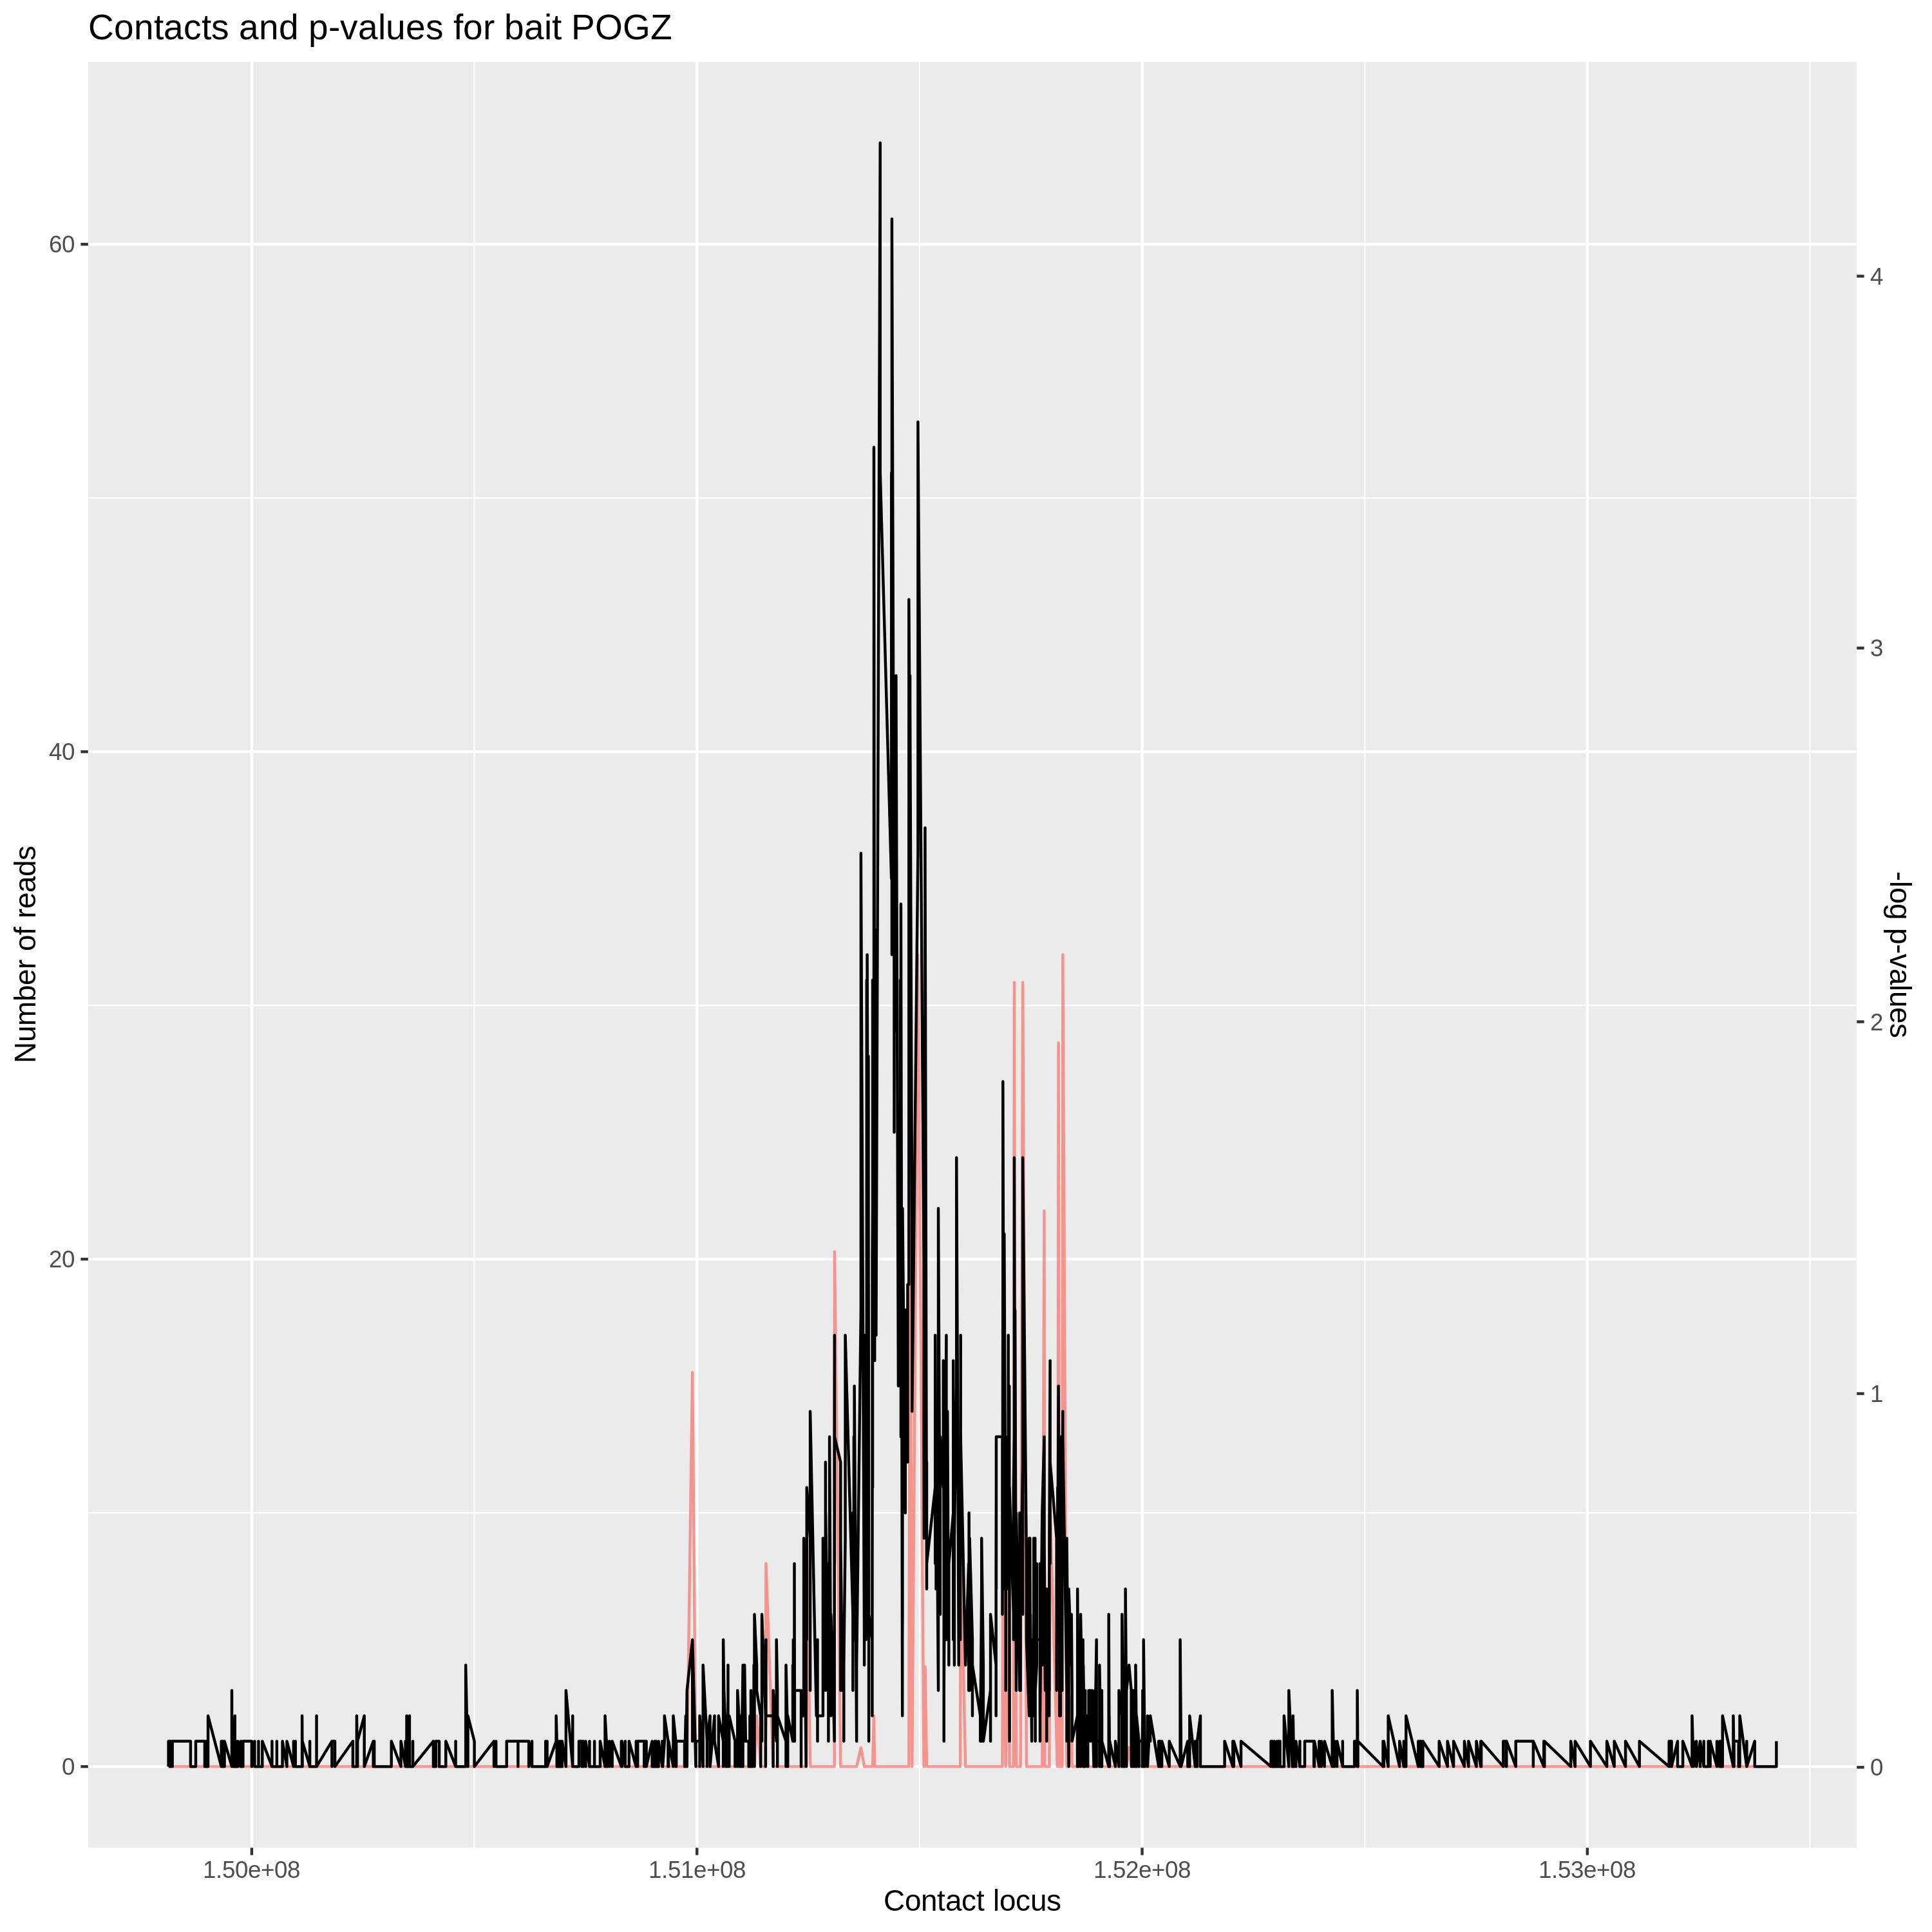 Contacts and p-values for bait POGZ
60
40
20
0
4
3
2
1
0
Number of reads
-log p-values
1.50e+08
1.51e+08
1.52e+08
1.53e+08
Contact locus